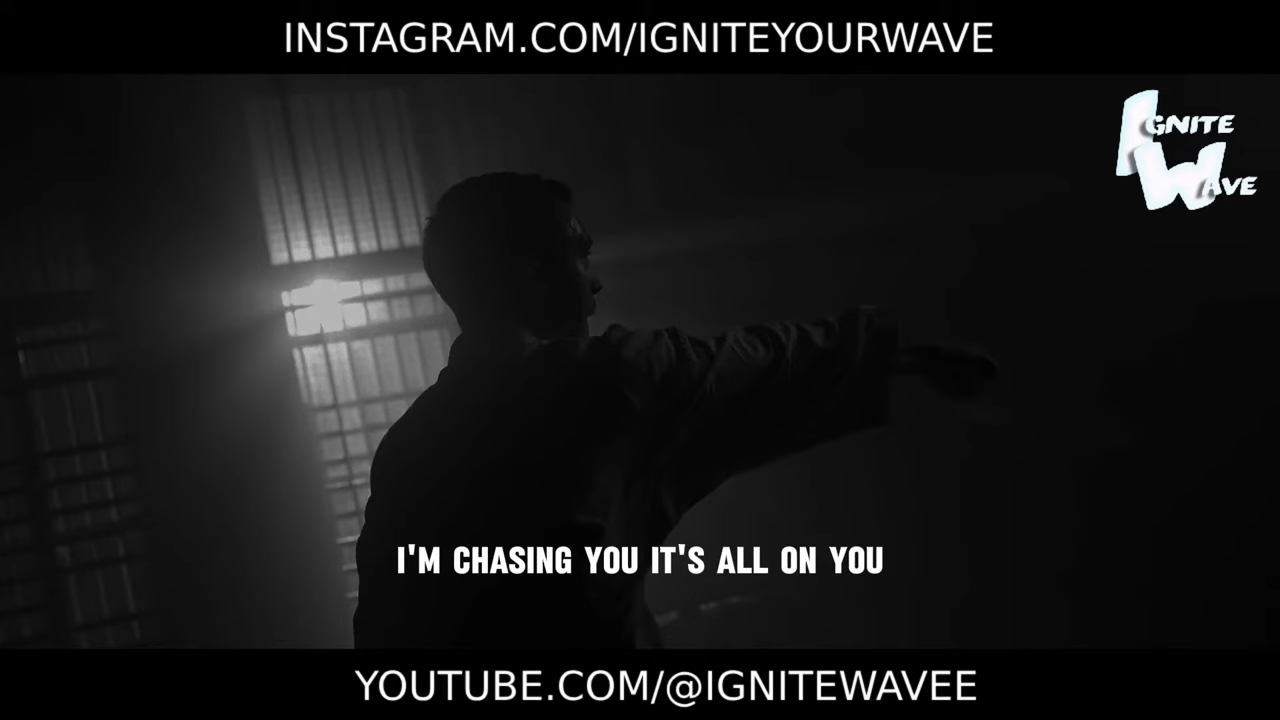 INSTAGRAM.COM/IGNITEYOURWAVE
IGNITE
WAVE
I'M CHASING YOU IT'S ALL ON YOU
YOUTUBE.COM/@IGNITEWAVEE